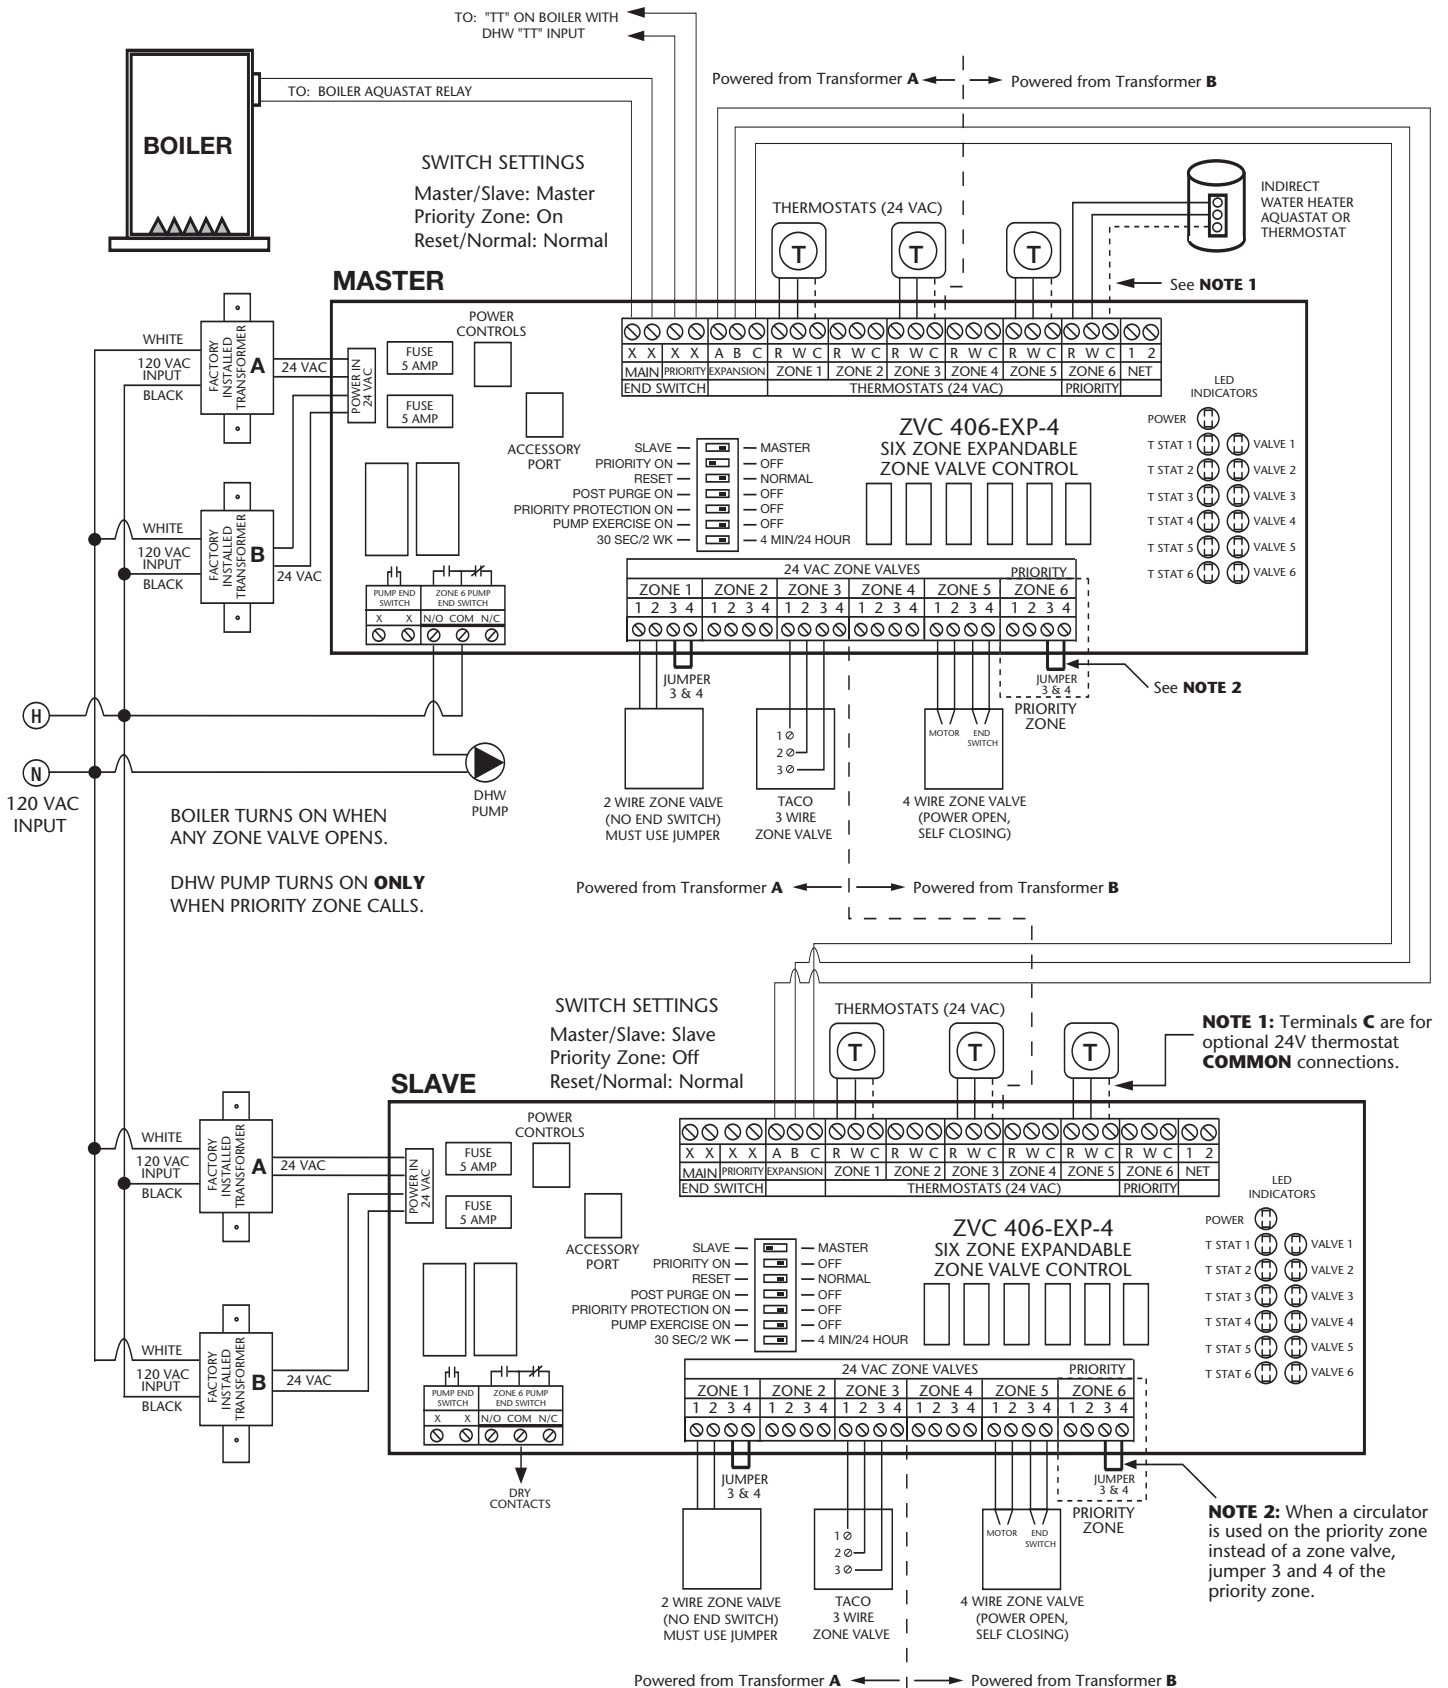 TO: "TT" ON BOILER WITH
DHW "TT" INPUT
Powered from Transformer A
Powered from Transformer B
TO: BOILER AQUASTAT RELAY
BOILER
SWITCH SETTINGS
Master/Slave: Master
Priority Zone: On
Reset/Normal: Normal
THERMOSTATS (24 VAC)
T T T
INDIRECT
WATER HEATER
AQUASTAT OR
THERMOSTAT
See NOTE 1
MASTER
WHITE
120 VAC
INPUT
BLACK
FACTORY
INSTALLED
TRANSFORMER
A
24 VAC
POWER IN
24 VAC
FUSE
5 AMP
FUSE
5 AMP
POWER
CONTROLS
ACCESSORY
PORT
X X X X A B C R W C R W C R W C R W C R W C R W C 1 2
MAIN PRIORITY EXPANSION ZONE 1 ZONE 2 ZONE 3 ZONE 4 ZONE 5 ZONE 6 NET
END SWITCH THERMOSTATS (24 VAC) PRIORITY
ZVC 406-EXP-4
SIX ZONE EXPANDABLE
ZONE VALVE CONTROL
SLAVE MASTER
PRIORITY ON OFF
RESET NORMAL
POST PURGE ON OFF
PRIORITY PROTECTION ON OFF
PUMP EXERCISE ON OFF
30 SEC/2 WK 4 MIN/24 HOUR
LED
INDICATORS
POWER
T STAT 1 VALVE 1
T STAT 2 VALVE 2
T STAT 3 VALVE 3
T STAT 4 VALVE 4
T STAT 5 VALVE 5
T STAT 6 VALVE 6
WHITE
120 VAC
INPUT
BLACK
FACTORY
INSTALLED
TRANSFORMER
B
24 VAC
PUMP END
SWITCH
X X
ZONE 6 PUMP
END SWITCH
N/O COM N/C
24 VAC ZONE VALVES PRIORITY
ZONE 1 ZONE 2 ZONE 3 ZONE 4 ZONE 5 ZONE 6
1 2 3 4 1 2 3 4 1 2 3 4 1 2 3 4 1 2 3 4 1 2 3 4
JUMPER
3 & 4
JUMPER
3 & 4
PRIORITY
ZONE
See NOTE 2
H
N
120 VAC
INPUT
DHW
PUMP
1
2
3
MOTOR
END
SWITCH
2 WIRE ZONE VALVE
(NO END SWITCH)
MUST USE JUMPER
TACO
3 WIRE
ZONE VALVE
4 WIRE ZONE VALVE
(POWER OPEN,
SELF CLOSING)
BOILER TURNS ON WHEN
ANY ZONE VALVE OPENS.
DHW PUMP TURNS ON ONLY
WHEN PRIORITY ZONE CALLS.
Powered from Transformer A
Powered from Transformer B
SWITCH SETTINGS
Master/Slave: Slave
Priority Zone: Off
Reset/Normal: Normal
THERMOSTATS (24 VAC)
T T T
NOTE 1: Terminals C are for
optional 24V thermostat
COMMON connections.
SLAVE
WHITE
120 VAC
INPUT
BLACK
FACTORY
INSTALLED
TRANSFORMER
A
24 VAC
POWER IN
24 VAC
FUSE
5 AMP
FUSE
5 AMP
POWER
CONTROLS
ACCESSORY
PORT
X X X X A B C R W C R W C R W C R W C R W C R W C 1 2
MAIN PRIORITY EXPANSION ZONE 1 ZONE 2 ZONE 3 ZONE 4 ZONE 5 ZONE 6 NET
END SWITCH THERMOSTATS (24 VAC) PRIORITY
ZVC 406-EXP-4
SIX ZONE EXPANDABLE
ZONE VALVE CONTROL
SLAVE MASTER
PRIORITY ON OFF
RESET NORMAL
POST PURGE ON OFF
PRIORITY PROTECTION ON OFF
PUMP EXERCISE ON OFF
30 SEC/2 WK 4 MIN/24 HOUR
LED
INDICATORS
POWER
T STAT 1 VALVE 1
T STAT 2 VALVE 2
T STAT 3 VALVE 3
T STAT 4 VALVE 4
T STAT 5 VALVE 5
T STAT 6 VALVE 6
WHITE
120 VAC
INPUT
BLACK
FACTORY
INSTALLED
TRANSFORMER
B
24 VAC
PUMP END
SWITCH
X X
ZONE 6 PUMP
END SWITCH
N/O COM N/C
DRY
CONTACTS
24 VAC ZONE VALVES PRIORITY
ZONE 1 ZONE 2 ZONE 3 ZONE 4 ZONE 5 ZONE 6
1 2 3 4 1 2 3 4 1 2 3 4 1 2 3 4 1 2 3 4 1 2 3 4
JUMPER
3 & 4
JUMPER
3 & 4
PRIORITY
ZONE
1
2
3
MOTOR
END
SWITCH
2 WIRE ZONE VALVE
(NO END SWITCH)
MUST USE JUMPER
TACO
3 WIRE
ZONE VALVE
4 WIRE ZONE VALVE
(POWER OPEN,
SELF CLOSING)
NOTE 2: When a circulator
is used on the priority zone
instead of a zone valve,
jumper 3 and 4 of the
priority zone.
Powered from Transformer A
Powered from Transformer B